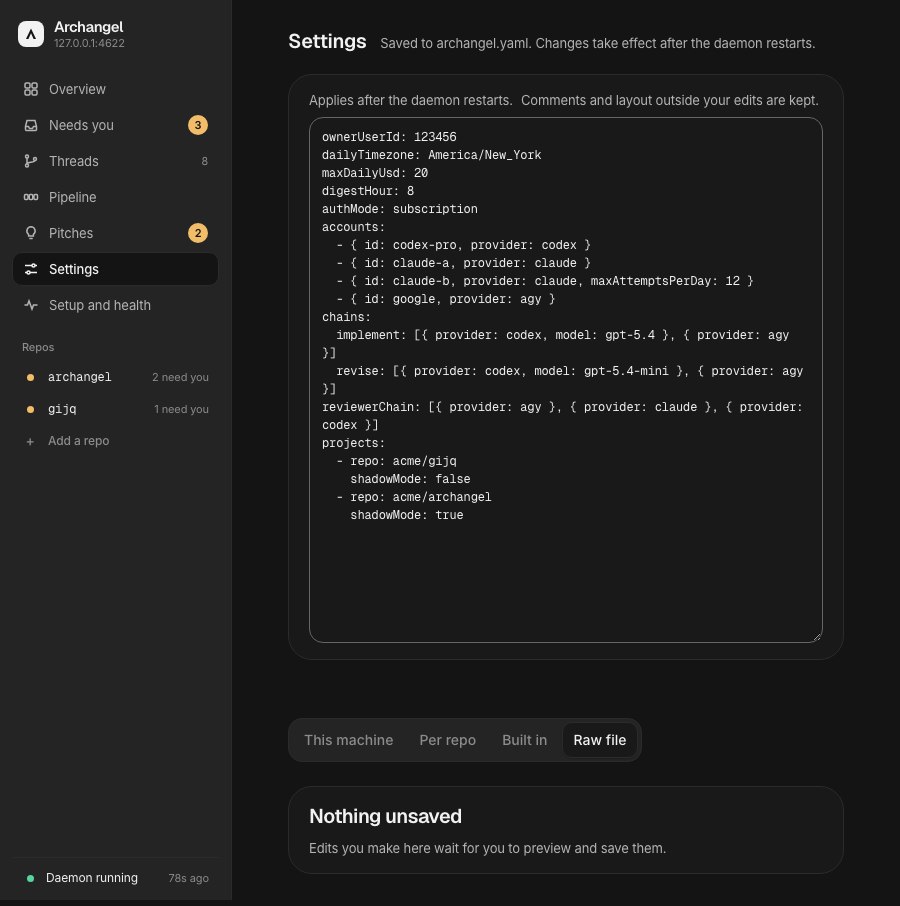 Archangel
127.0.0.1:4622
Overview
Needs you 3
Threads 8
Pipeline
Pitches 2
Settings
Setup and health
Repos
archangel 2 need you
gijq 1 need you
+ Add a repo
Daemon running 78s ago
Settings Saved to archangel.yaml. Changes take effect after the daemon restarts.
Applies after the daemon restarts. Comments and layout outside your edits are kept.
ownerUserId: 123456
dailyTimezone: America/New_York
maxDailyUsd: 20
digestHour: 8
authMode: subscription
accounts:
  - { id: codex-pro, provider: codex }
  - { id: claude-a, provider: claude }
  - { id: claude-b, provider: claude, maxAttemptsPerDay: 12 }
  - { id: google, provider: agy }
chains:
  implement: [{ provider: codex, model: gpt-5.4 }, { provider: agy
}]
  revise: [{ provider: codex, model: gpt-5.4-mini }, { provider: agy
}]
reviewerChain: [{ provider: agy }, { provider: claude }, { provider:
codex }]
projects:
  - repo: acme/gijq
    shadowMode: false
  - repo: acme/archangel
    shadowMode: true
This machine Per repo Built in Raw file
Nothing unsaved
Edits you make here wait for you to preview and save them.